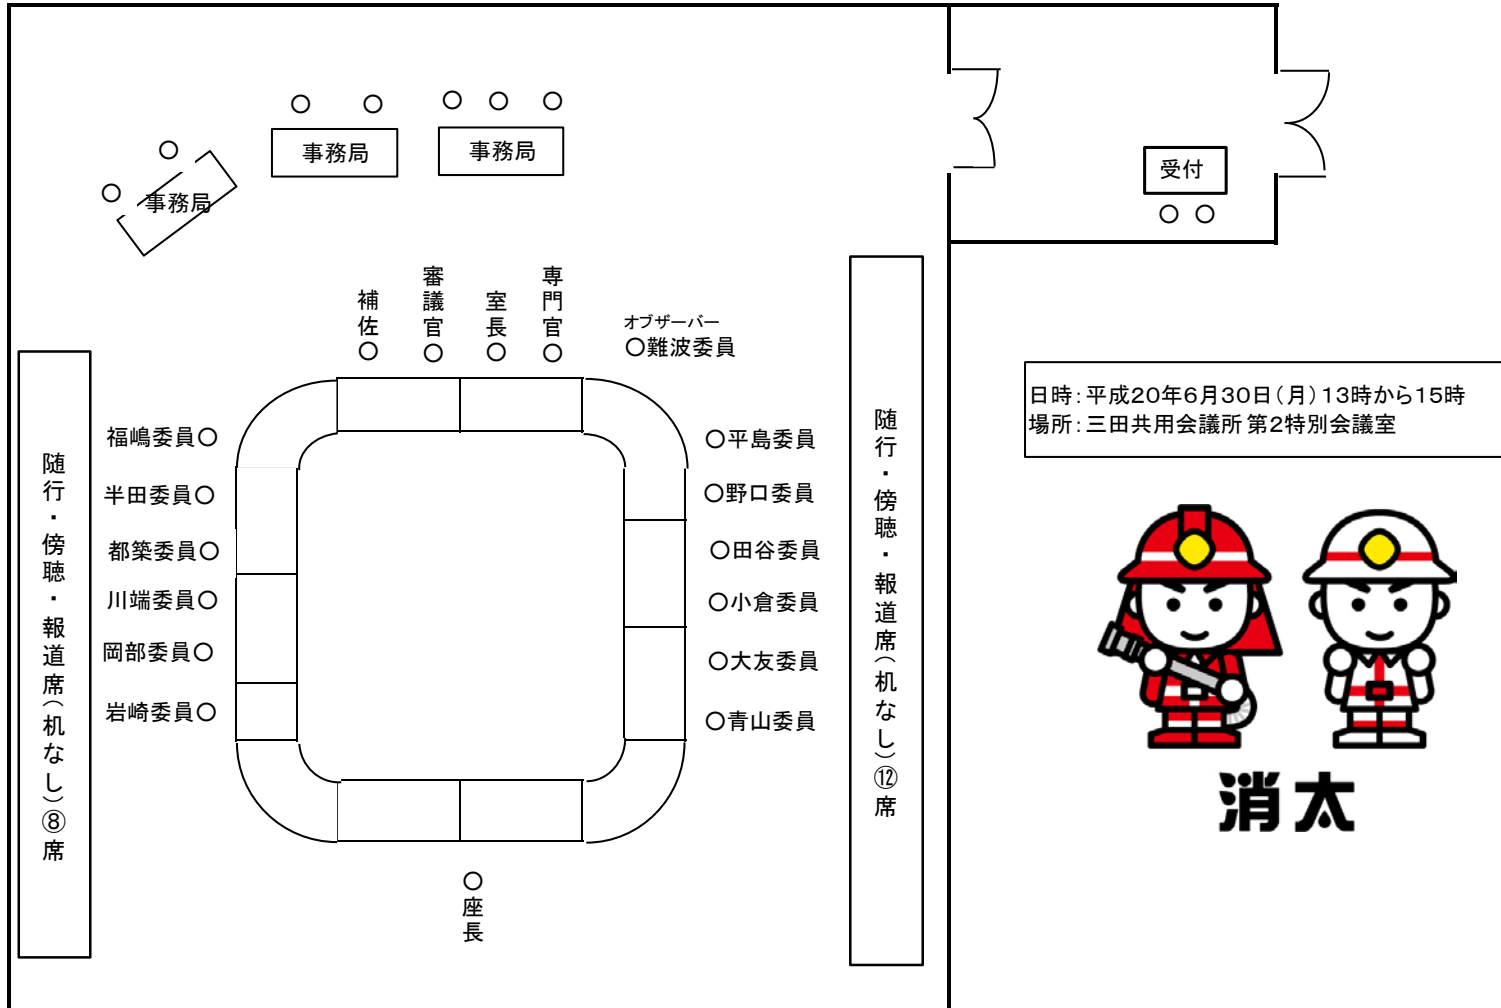 事務局
事務局
事務局
受付
補佐
審議官
室長
専門官
オブザーバー
○難波委員
福嶋委員○
半田委員○
都築委員○
川端委員○
岡部委員○
岩崎委員○
○平島委員
○野口委員
○田谷委員
○小倉委員
○大友委員
○青山委員
座長
随行・傍聴・報道席(机なし)⑧席
随行・傍聴・報道席(机なし)⑫席
日時:平成20年6月30日(月)13時から15時
場所:三田共用会議所 第2特別会議室
消太